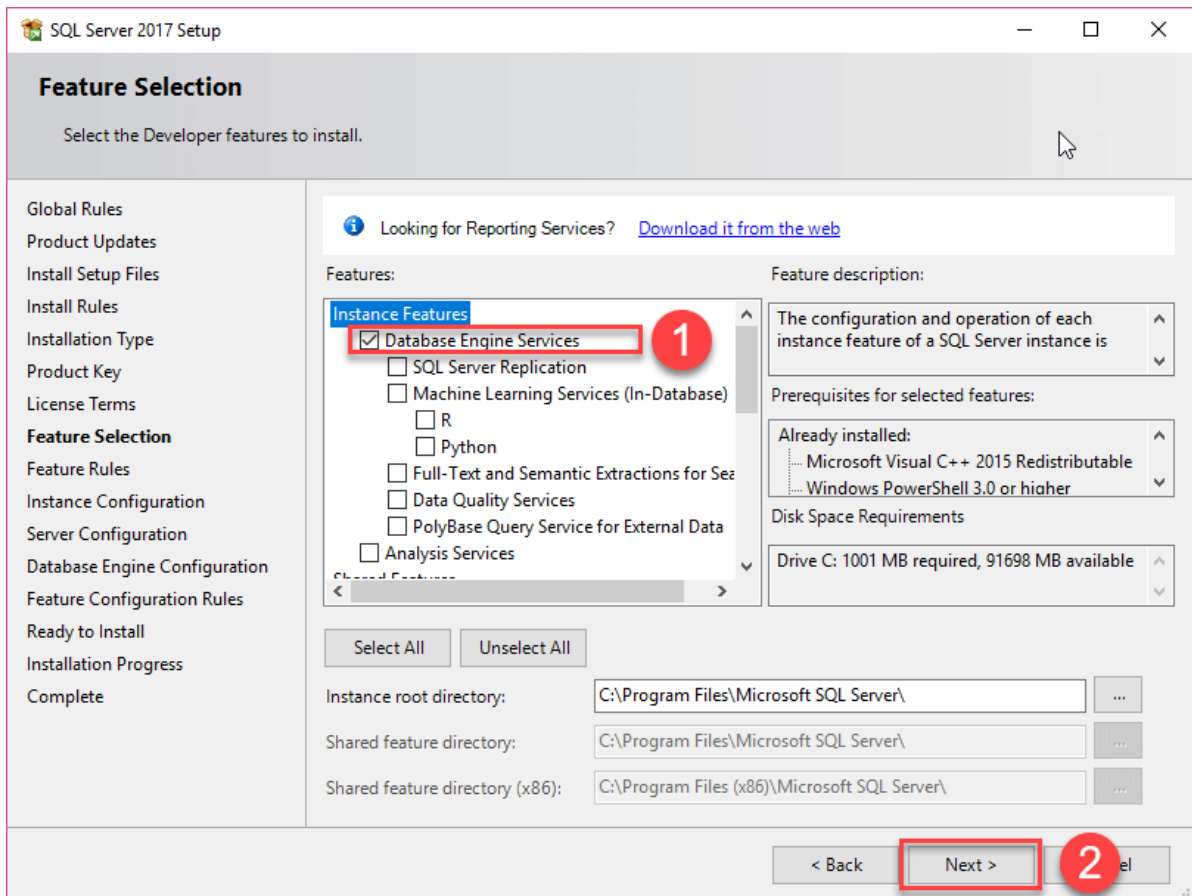 SQL Server 2017 Setup
Feature Selection
Select the Developer features to install.
Global Rules
Product Updates
Install Setup Files
Install Rules
Installation Type
Product Key
License Terms
Feature Selection
Feature Rules
Instance Configuration
Server Configuration
Database Engine Configuration
Feature Configuration Rules
Ready to Install
Installation Progress
Complete
Looking for Reporting Services? Download it from the web
Features:
Instance Features
Database Engine Services
1
SQL Server Replication
Machine Learning Services (In-Database)
R
Python
Full-Text and Semantic Extractions for Sea
Data Quality Services
PolyBase Query Service for External Data
Analysis Services
Shared Features
Feature description:
The configuration and operation of each
instance feature of a SQL Server instance is
Prerequisites for selected features:
Already installed:
Microsoft Visual C++ 2015 Redistributable
Windows PowerShell 3.0 or higher
Disk Space Requirements
Drive C: 1001 MB required, 91698 MB available
Select All
Unselect All
Instance root directory:
C:\Program Files\Microsoft SQL Server\
...
Shared feature directory:
C:\Program Files\Microsoft SQL Server\
...
Shared feature directory (x86):
C:\Program Files (x86)\Microsoft SQL Server\
...
< Back
Next >
2
el